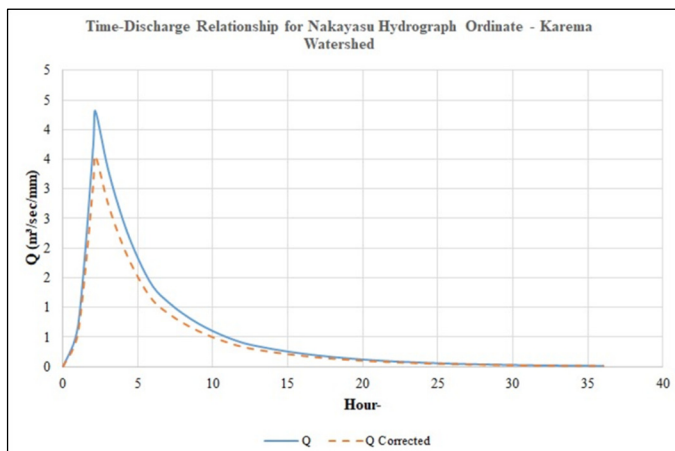 Time-Discharge Relationship for Nakayasu Hydrograph Ordinate - Karema
Watershed
5
5
4
4
3
3
2
2
1
1
0
Q (m³/sec/mm)
0 5 10 15 20 25 30 35 40
Hour-
Q Q Corrected